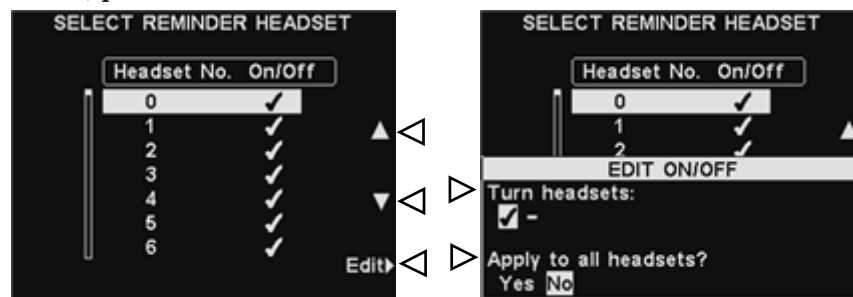 SELECT REMINDER HEADSET
Headset No. On/Off
0 ✓
1 ✓
2 ✓
3 ✓
4 ✓
5 ✓
6 ✓
Edit
SELECT REMINDER HEADSET
Headset No. On/Off
0 ✓
1 ✓
2 ✓
EDIT ON/OFF
Turn headsets:
✓ -
Apply to all headsets?
Yes No